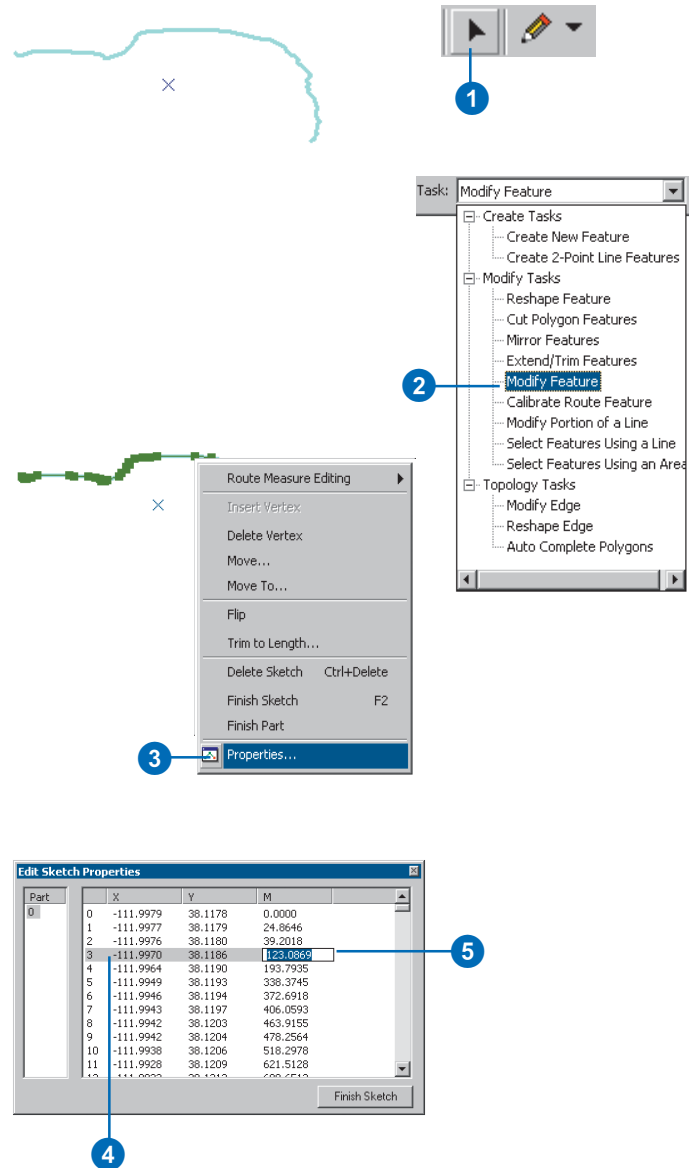 1
Task: Modify Feature
Create Tasks
Create New Feature
Create 2-Point Line Features
Modify Tasks
Reshape Feature
Cut Polygon Features
Mirror Features
Extend/Trim Features
2 Modify Feature
Calibrate Route Feature
Modify Portion of a Line
Select Features Using a Line
Select Features Using an Area
Topology Tasks
Modify Edge
Reshape Edge
Auto Complete Polygons
Route Measure Editing
Insert Vertex
Delete Vertex
Move...
Move To...
Flip
Trim to Length...
Delete Sketch Ctrl+Delete
Finish Sketch F2
Finish Part
3 Properties...
Edit Sketch Properties
Part X Y M
0 0 -111.9979 38.1178 0.0000
1 -111.9977 38.1179 24.8646
2 -111.9976 38.1180 39.2018
3 -111.9970 38.1186 123.0869 5
4 -111.9964 38.1190 193.7935
5 -111.9949 38.1193 338.3745
6 -111.9946 38.1194 372.6918
7 -111.9943 38.1197 406.0593
8 -111.9942 38.1203 463.9155
9 -111.9942 38.1204 478.2564
10 -111.9938 38.1206 518.2978
11 -111.9928 38.1209 621.5128
Finish Sketch
4